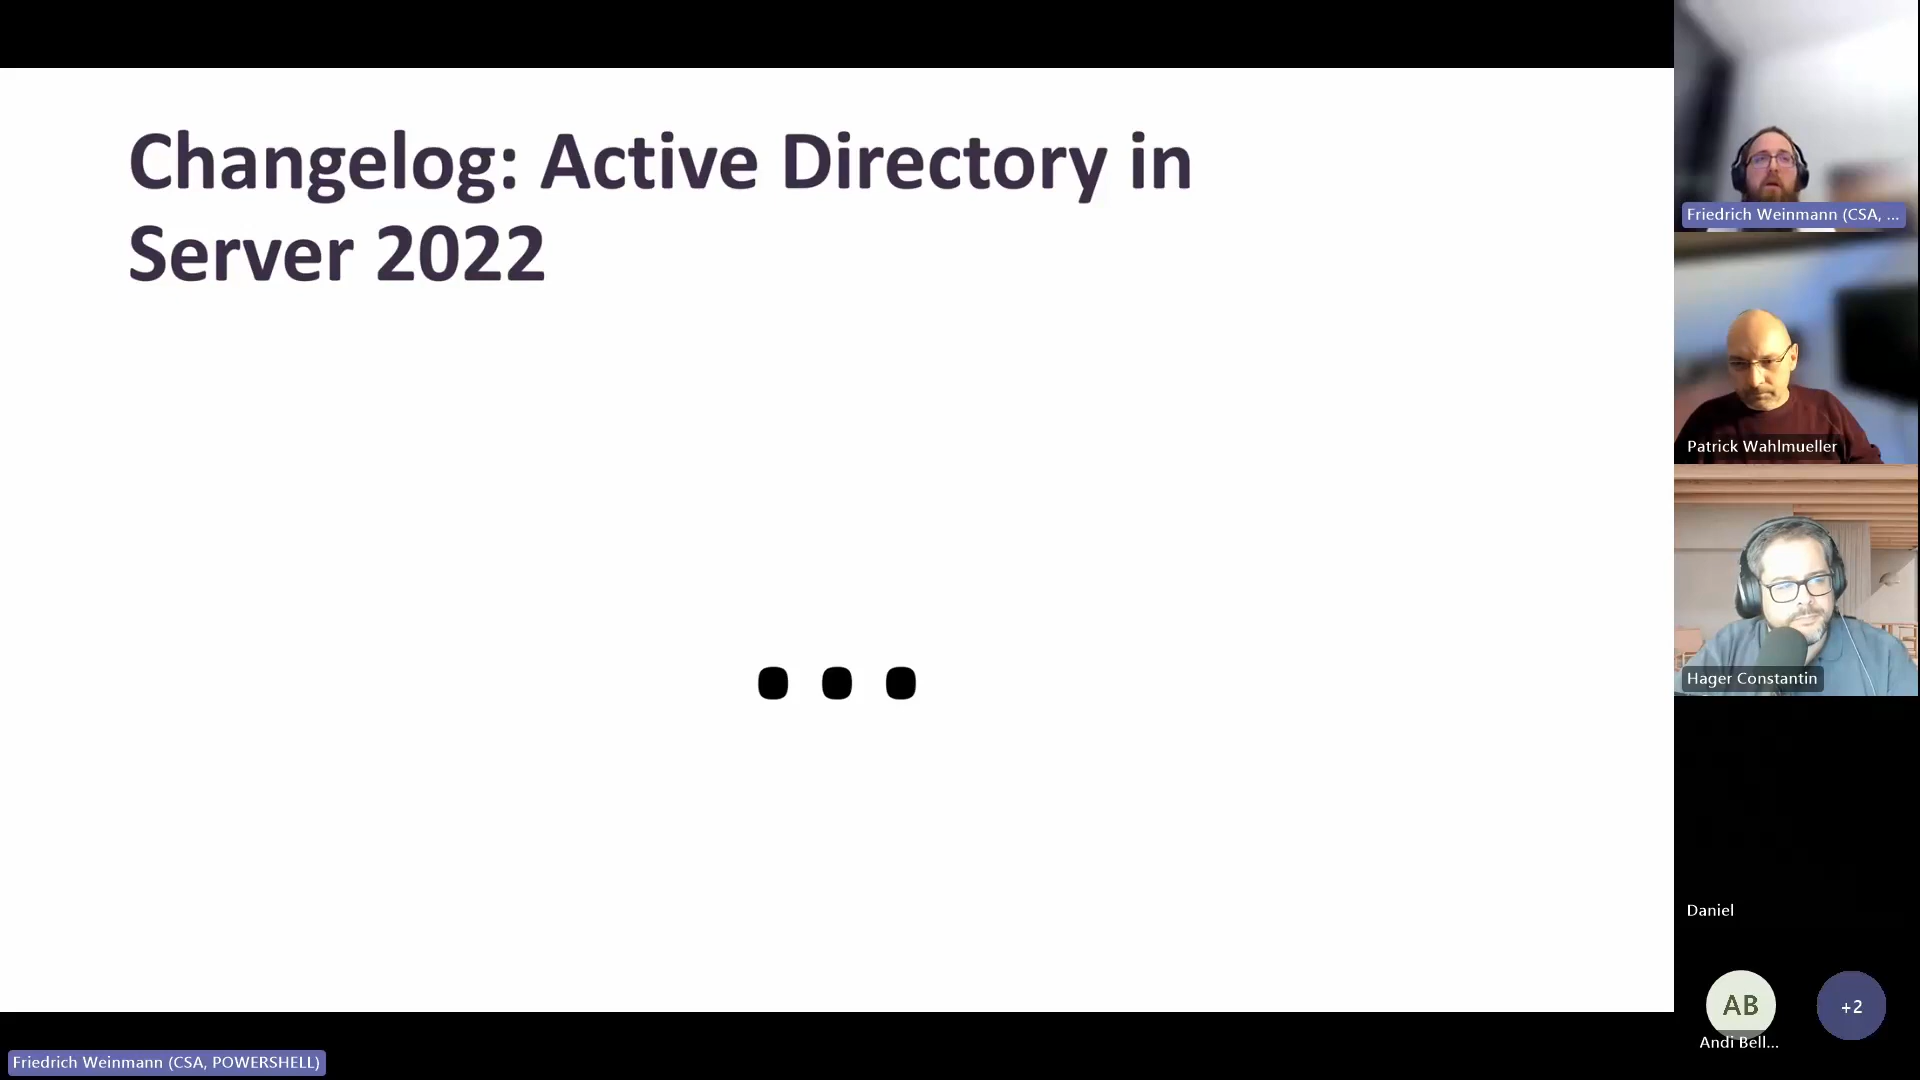 Changelog: Active Directory in
Server 2022
...
Friedrich Weinmann (CSA, ...
Patrick Wahlmueller
Hager Constantin
Daniel
AB
+2
Andi Bell...
Friedrich Weinmann (CSA, POWERSHELL)